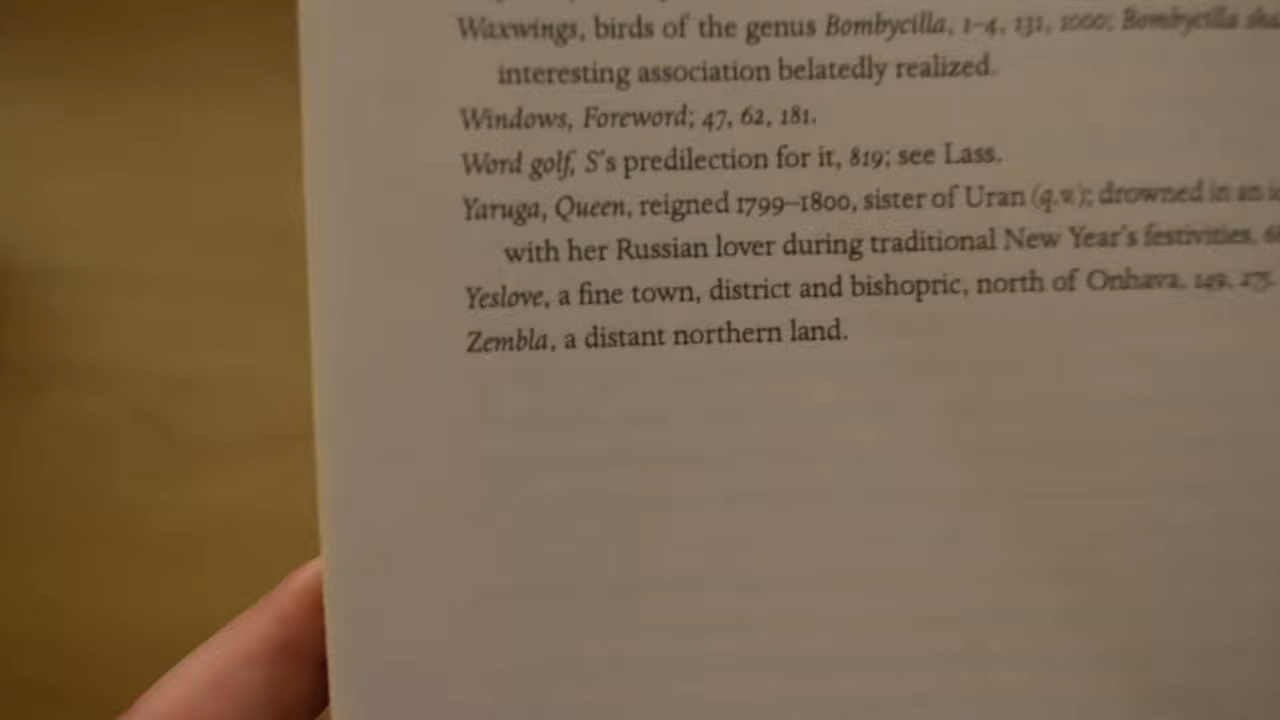 Waxwings, birds of the genus Bombycilla, 1–4, 131, 1000; Bombycilla
interesting association belatedly realized.
Windows, Foreword; 47, 62, 181.
Word golf, S's predilection for it, 819; see Lass.
Yaruga, Queen, reigned 1799–1800, sister of Uran (q.v.); drowned in an
with her Russian lover during traditional New Year's festivities,
Yeslove, a fine town, district and bishopric, north of Onhava, 149, 275.
Zembla, a distant northern land.